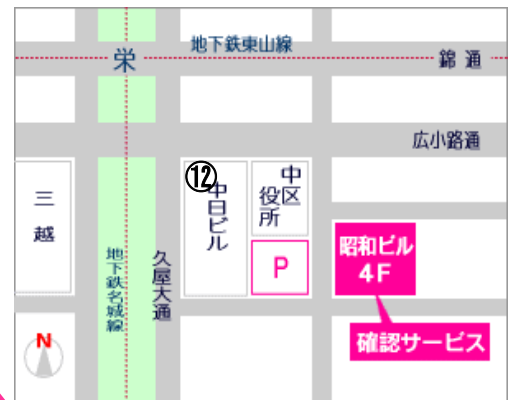 地下鉄東山線
栄
錦通
広小路通
⑫
中日ビル
中区
役所
三越
地下鉄名城線
久屋大通
P
昭和ビル
4F
確認サービス
N